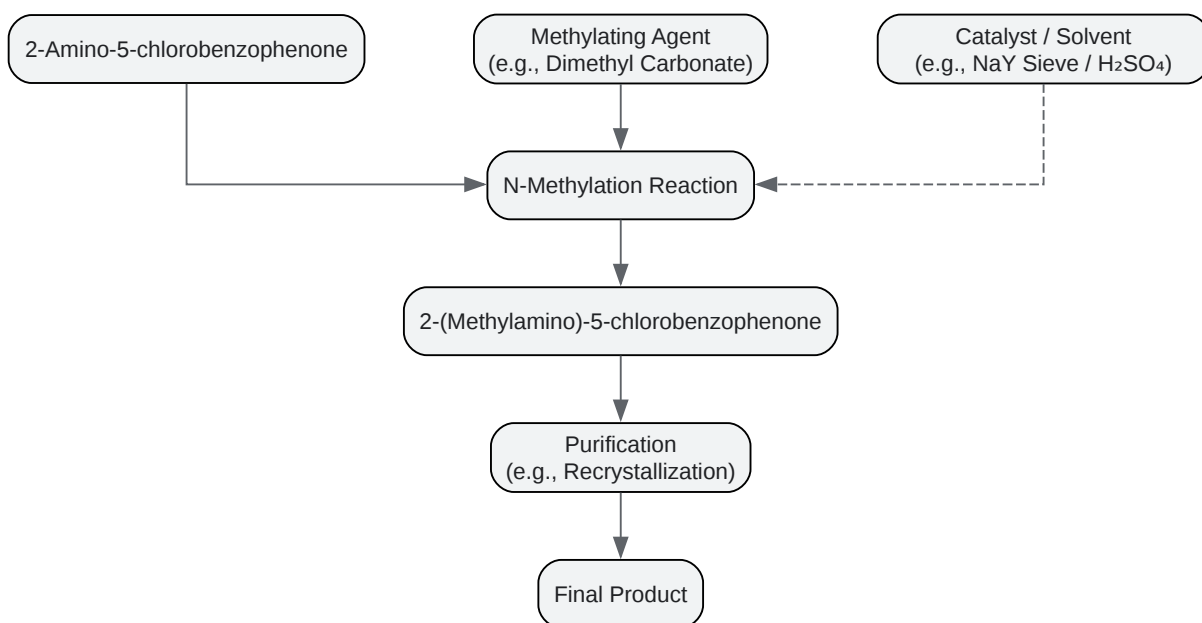 2-Amino-5-chlorobenzophenone
Methylating Agent
(e.g., Dimethyl Carbonate)
Catalyst / Solvent
(e.g., NaY Sieve / H₂SO₄)
N-Methylation Reaction
2-(Methylamino)-5-chlorobenzophenone
Purification
(e.g., Recrystallization)
Final Product